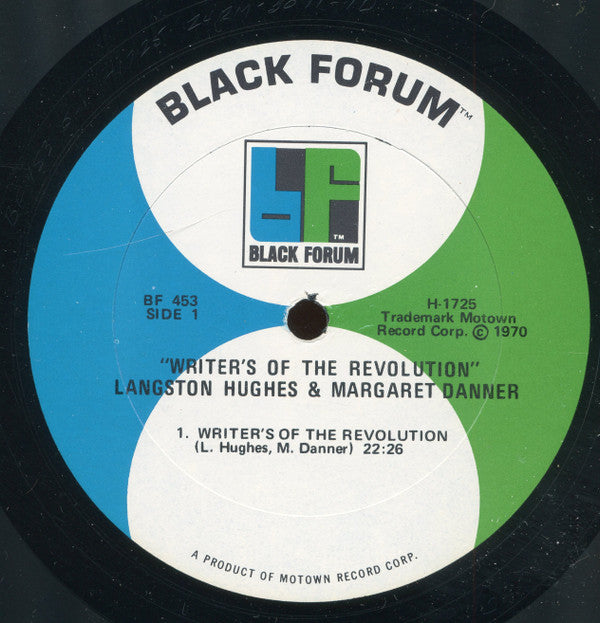 BLACK FORUM™
bf™
BLACK FORUM
BF 453
SIDE 1
H-1725
Trademark Motown
Record Corp. © 1970
"WRITER'S OF THE REVOLUTION"
LANGSTON HUGHES & MARGARET DANNER
1. WRITER'S OF THE REVOLUTION
(L. Hughes, M. Danner) 22:26
A PRODUCT OF MOTOWN RECORD CORP.